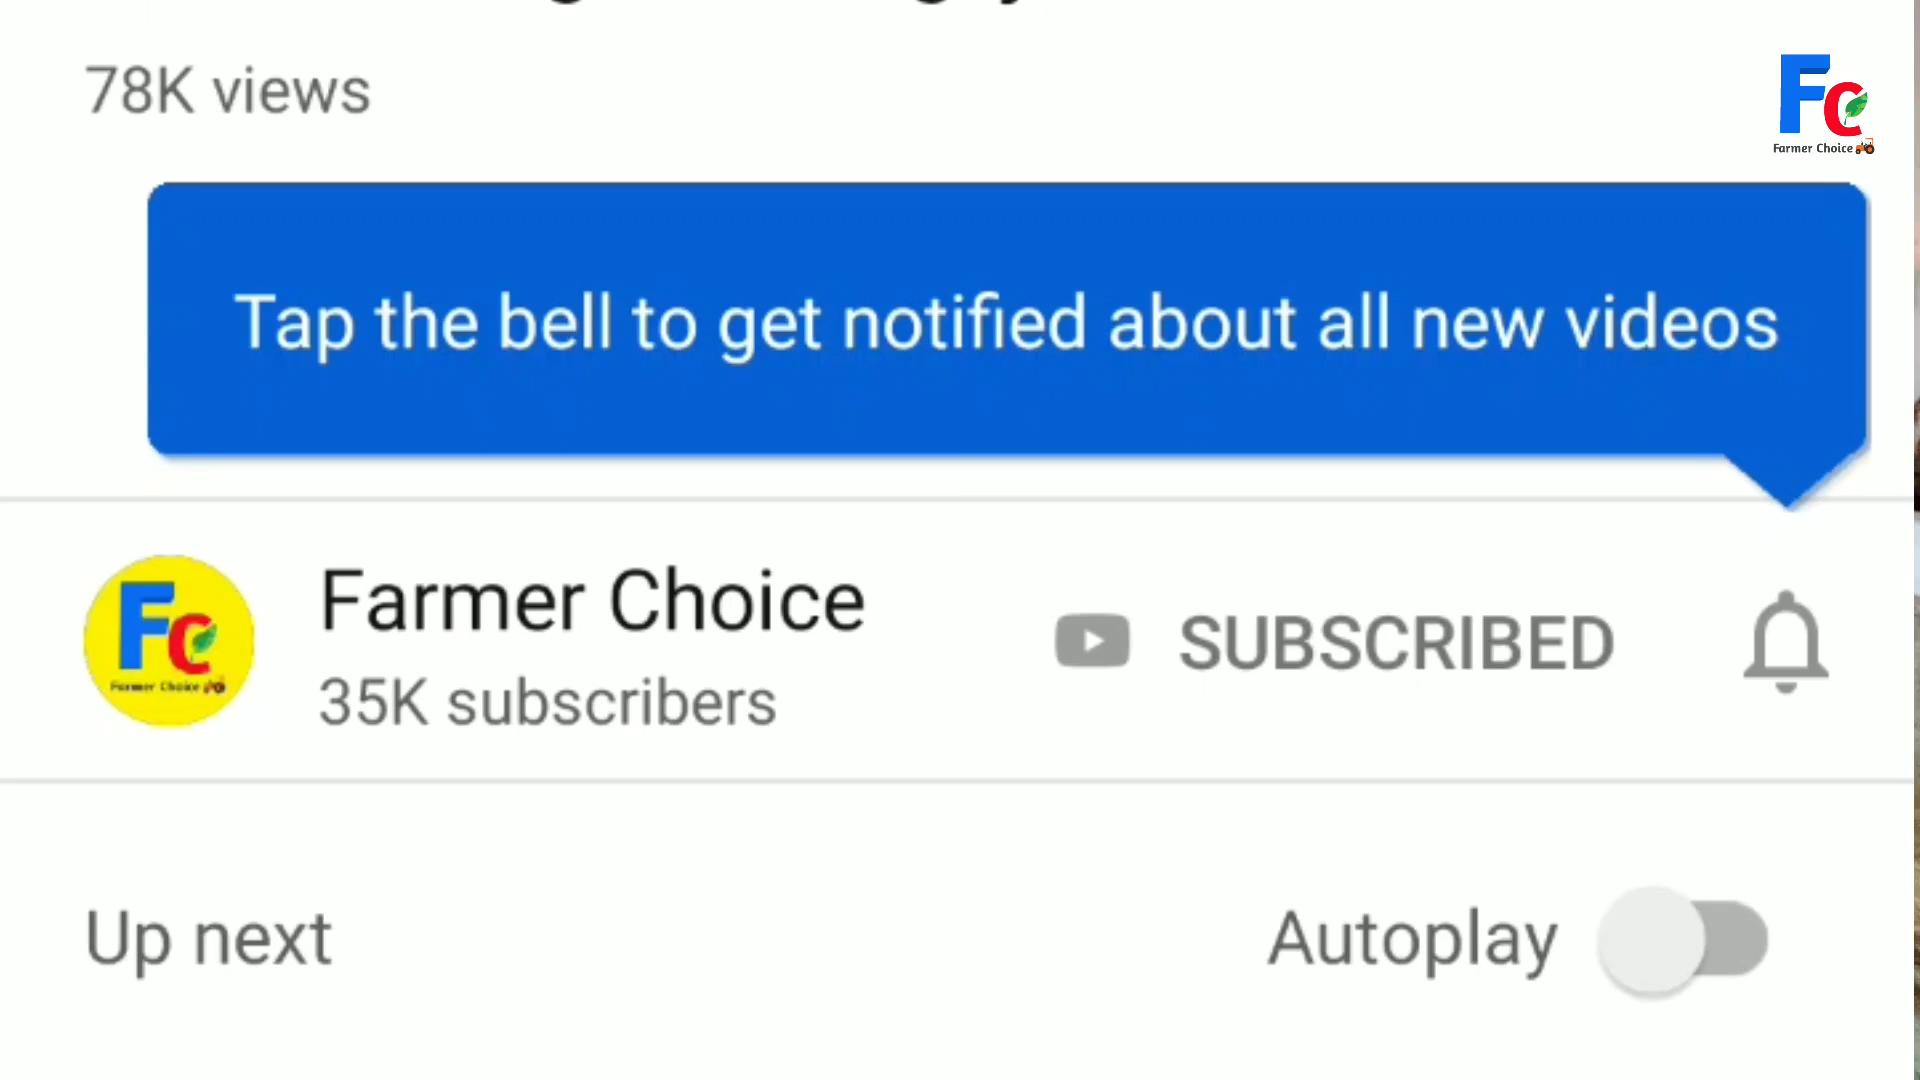 78K views
Fc
Farmer Choice
Tap the bell to get notified about all new videos
Fc
Farmer Choice
Farmer Choice
SUBSCRIBED
35K subscribers
Up next
Autoplay